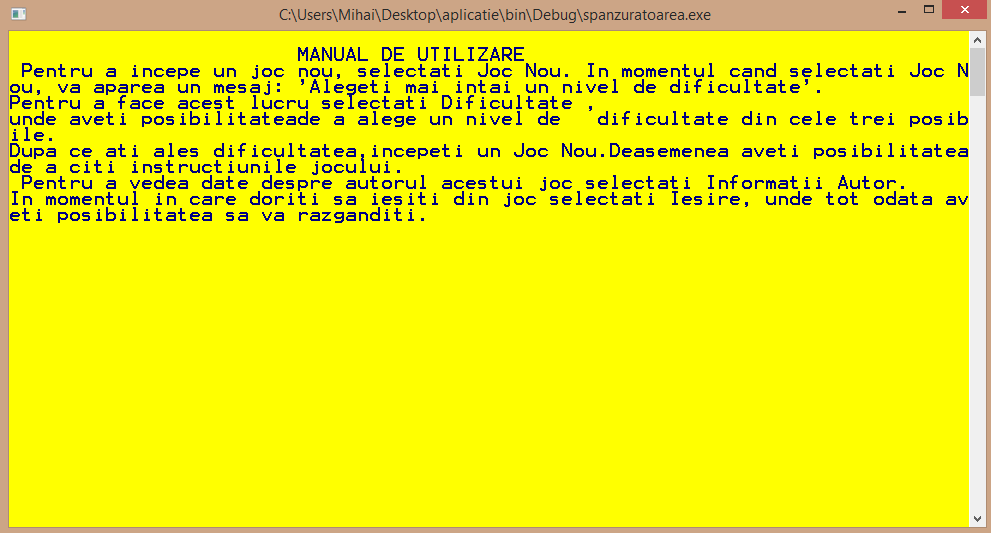 C:\Users\Mihai\Desktop\aplicatie\bin\Debug\spanzuratoarea.exe
MANUAL DE UTILIZARE
Pentru a incepe un joc nou, selectati Joc Nou. In momentul cand selectati Joc N
ou, va aparea un mesaj: 'Alegeti mai intai un nivel de dificultate'.
Pentru a face acest lucru selectati Dificultate ,
unde aveti posibilitateade a alege un nivel de  dificultate din cele trei posib
ile.
Dupa ce ati ales dificultatea,incepeti un Joc Nou.Deasemenea aveti posibilitatea
de a citi instructiunile jocului.
Pentru a vedea date despre autorul acestui joc selectati Informatii Autor.
In momentul in care doriti sa iesiti din joc selectati Iesire, unde tot odata av
eti posibilitatea sa va razganditi.